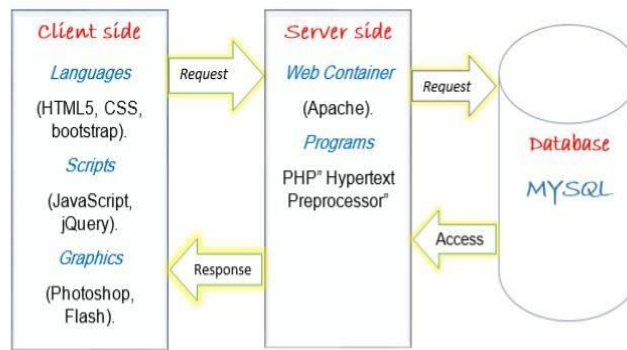 Client side
Languages
(HTML5, CSS,
bootstrap).
Scripts
(JavaScript,
jQuery).
Graphics
(Photoshop,
Flash).
Request
Response
Server side
Web Container
(Apache).
Programs
PHP" Hypertext
Preprocessor"
Request
Access
Database
MYSQL